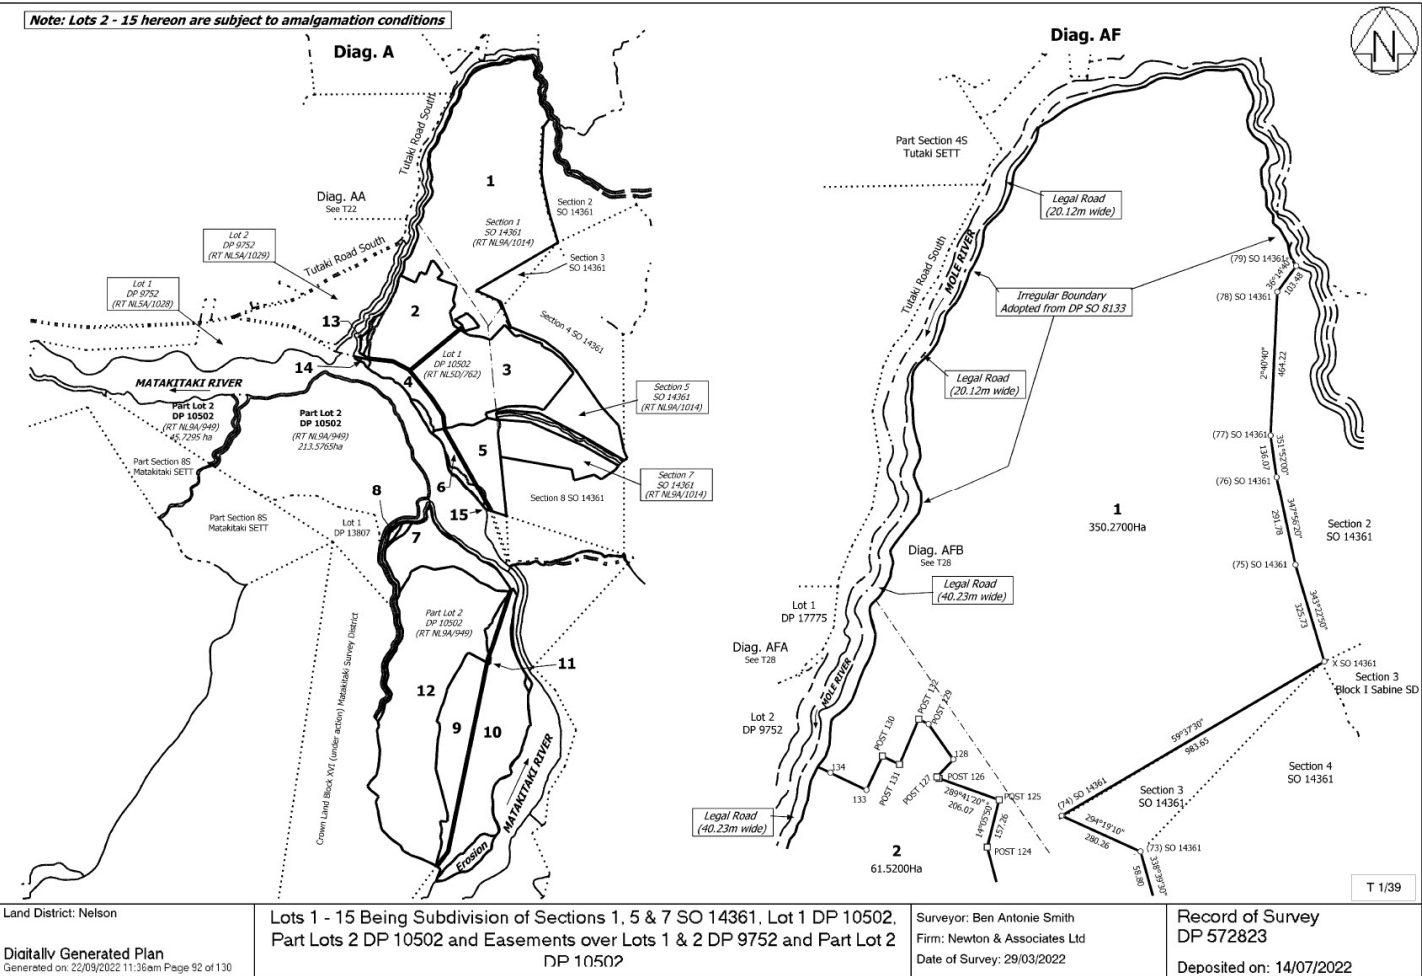 Note: Lots 2 - 15 hereon are subject to amalgamation conditions
Diag. A
Tutaki Road South
1
Section 1
SO 14361
(RT NL9A/1014)
Section 2
SO 14361
Section 3
SO 14361
Diag. AA
See T22
Lot 2
DP 9752
(RT NL5A/1029)
Tutaki Road South
Lot 1
DP 9752
(RT NL5A/1028)
13
2
Section 4 SO 14361
Lot 1
DP 10502
(RT NL5D/762)
3
14
4
MATAKITAKI RIVER
Part Lot 2
DP 10502
(RT NL9A/949)
45.7295 ha
Part Lot 2
DP 10502
(RT NL9A/949)
213.5765ha
Section 5
SO 14361
(RT NL9A/1014)
5
Part Section 8S
Matakitaki SETT
6
Section 7
SO 14361
(RT NL9A/1014)
Section 8 SO 14361
8
15
Part Section 8S
Matakitaki SETT
Lot 1
DP 13807
7
Part Lot 2
DP 10502
(RT NL9A/949)
Crown Land Block XVI (under action) Matakitaki Survey District
11
12
9
10
MATAKITAKI RIVER
Erosion
Diag. AF
N
Part Section 4S
Tutaki SETT
Legal Road
(20.12m wide)
Tutaki Road South
MOLE RIVER
Irregular Boundary
Adopted from DP SO 8133
(79) SO 14361
36°14'40"
103.48
(78) SO 14361
2°40'40"
464.22
Legal Road
(20.12m wide)
(77) SO 14361
351°52'00"
136.07
(76) SO 14361
1
350.2700Ha
347°56'20"
291.78
Section 2
SO 14361
Diag. AFB
See T28
(75) SO 14361
Legal Road
(40.23m wide)
343°22'50"
325.73
Lot 1
DP 17775
Diag. AFA
See T28
X SO 14361
Section 3
Block I Sabine SD
MOLE RIVER
Lot 2
DP 9752
POST 132
POST 129
POST 130
59°37'30"
983.65
128
134
POST 131
POST 127
POST 126
133
289°41'20"
206.07
POST 125
Section 4
SO 14361
Section 3
SO 14361
(74) SO 14361
14°05'50"
157.26
294°19'10"
280.26
Legal Road
(40.23m wide)
2
61.5200Ha
POST 124
(73) SO 14361
338°39'30"
58.80
T 1/39
Land District: Nelson
Digitally Generated Plan
Generated on: 22/09/2022 11:36am Page 92 of 130
Lots 1 - 15 Being Subdivision of Sections 1, 5 & 7 SO 14361, Lot 1 DP 10502,
Part Lots 2 DP 10502 and Easements over Lots 1 & 2 DP 9752 and Part Lot 2
DP 10502
Surveyor: Ben Antonie Smith
Firm: Newton & Associates Ltd
Date of Survey: 29/03/2022
Record of Survey
DP 572823
Deposited on: 14/07/2022